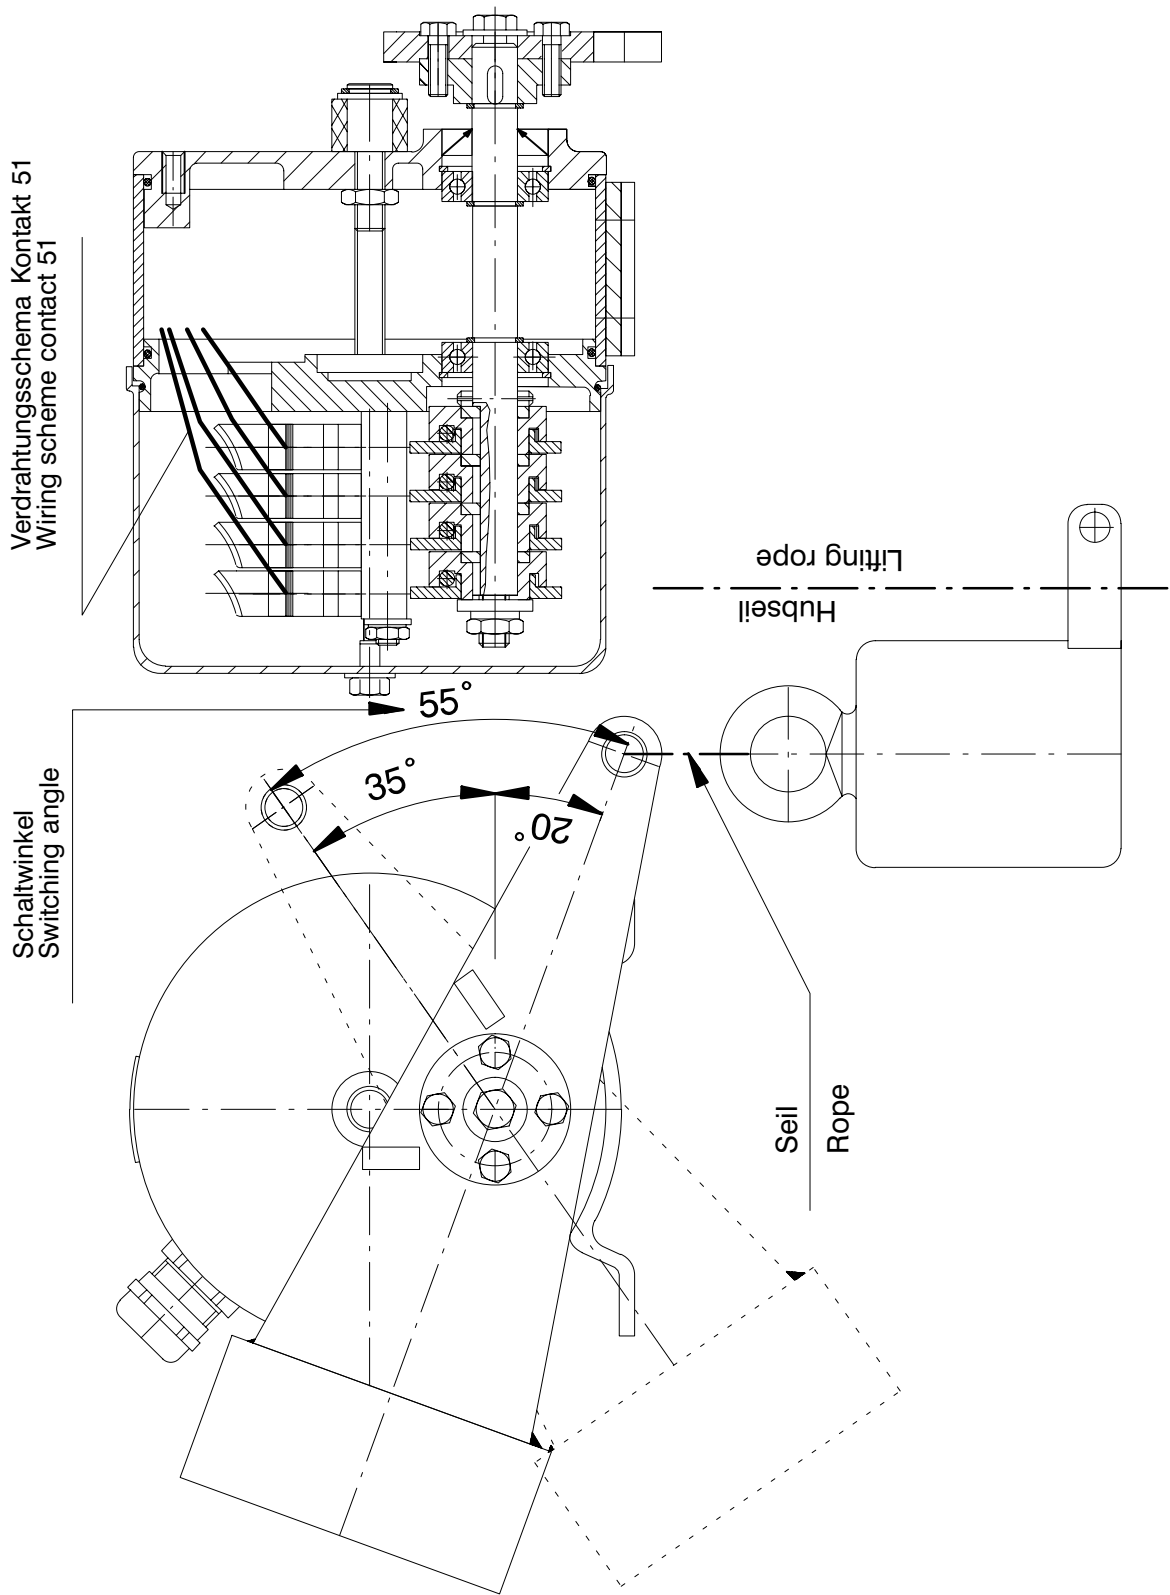 Verdrahtungsschema Kontakt 51
Wiring scheme contact 51
Schaltwinkel
Switching angle
55°
35°
20°
Lifting rope
Hubseil
Seil
Rope